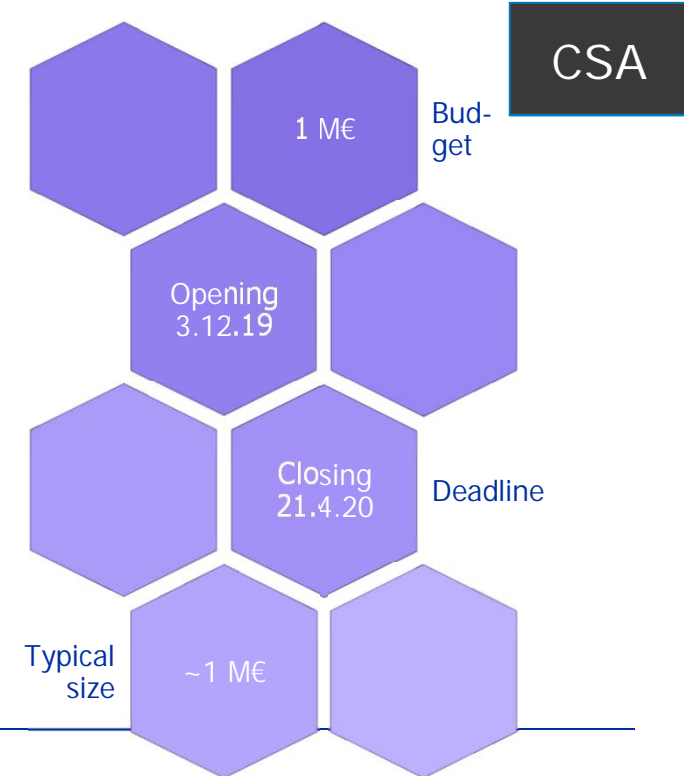 CSA
1 M€
Bud-
get
Opening
3.12.19
Closing
21.4.20
Deadline
Typical
size
~1 M€